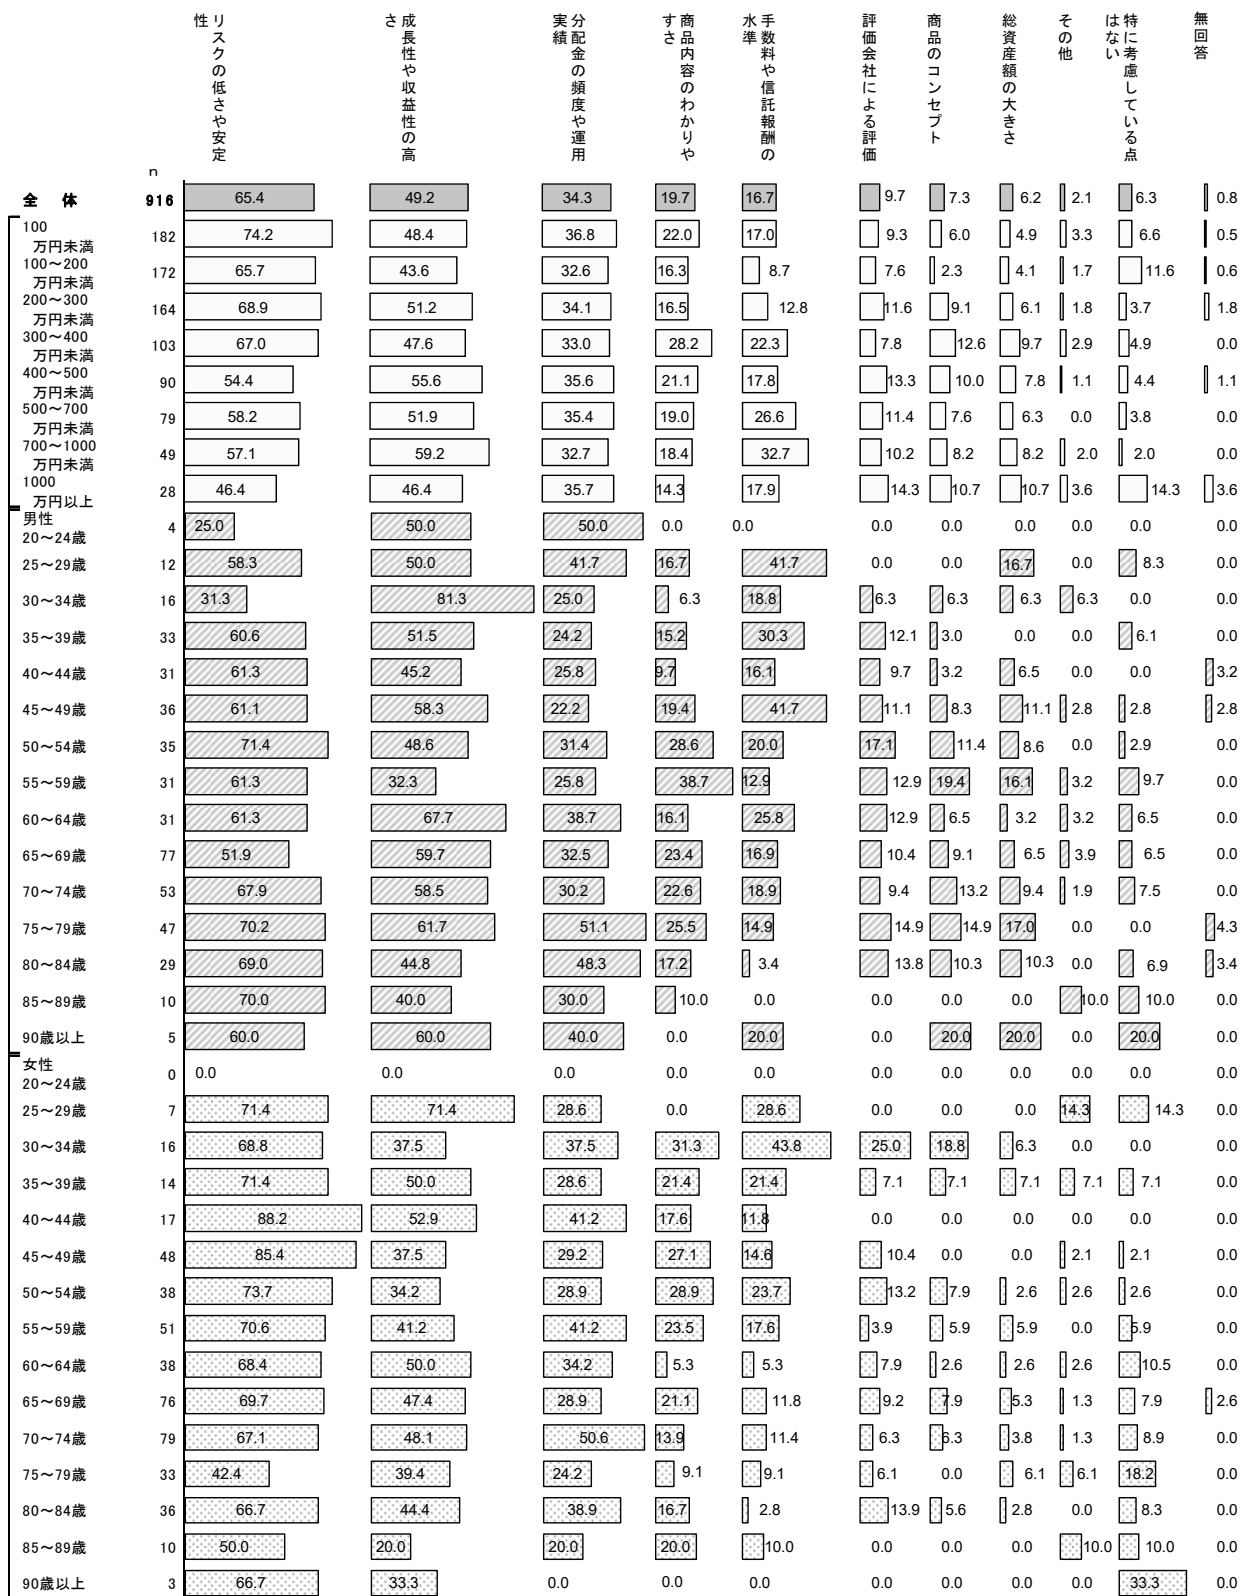 リスクの低さや安定
性
成長性や収益性の高
さ
分配金の頻度や運用
実績
商品内容のわかりや
すさ
手数料や信託報酬の
水準
評価会社による評価
商品のコンセプト
総資産額の大きさ
その他
特に考慮している点
はない
無回答
n
全 体 916 65.4 49.2 34.3 19.7 16.7 9.7 7.3 6.2 2.1 6.3 0.8
100
万円未満 182 74.2 48.4 36.8 22.0 17.0 9.3 6.0 4.9 3.3 6.6 0.5
100～200
万円未満 172 65.7 43.6 32.6 16.3 8.7 7.6 2.3 4.1 1.7 11.6 0.6
200～300
万円未満 164 68.9 51.2 34.1 16.5 12.8 11.6 9.1 6.1 1.8 3.7 1.8
300～400
万円未満 103 67.0 47.6 33.0 28.2 22.3 7.8 12.6 9.7 2.9 4.9 0.0
400～500
万円未満 90 54.4 55.6 35.6 21.1 17.8 13.3 10.0 7.8 1.1 4.4 1.1
500～700
万円未満 79 58.2 51.9 35.4 19.0 26.6 11.4 7.6 6.3 0.0 3.8 0.0
700～1000
万円未満 49 57.1 59.2 32.7 18.4 32.7 10.2 8.2 8.2 2.0 2.0 0.0
1000
万円以上 28 46.4 46.4 35.7 14.3 17.9 14.3 10.7 10.7 3.6 14.3 3.6
男性
20～24歳 4 25.0 50.0 50.0 0.0 0.0 0.0 0.0 0.0 0.0 0.0 0.0
25～29歳 12 58.3 50.0 41.7 16.7 41.7 0.0 0.0 16.7 0.0 8.3 0.0
30～34歳 16 31.3 81.3 25.0 6.3 18.8 6.3 6.3 6.3 6.3 0.0 0.0
35～39歳 33 60.6 51.5 24.2 15.2 30.3 12.1 3.0 0.0 0.0 6.1 0.0
40～44歳 31 61.3 45.2 25.8 9.7 16.1 9.7 3.2 6.5 0.0 0.0 3.2
45～49歳 36 61.1 58.3 22.2 19.4 41.7 11.1 8.3 11.1 2.8 2.8 2.8
50～54歳 35 71.4 48.6 31.4 28.6 20.0 17.1 11.4 8.6 0.0 2.9 0.0
55～59歳 31 61.3 32.3 25.8 38.7 12.9 12.9 19.4 16.1 3.2 9.7 0.0
60～64歳 31 61.3 67.7 38.7 16.1 25.8 12.9 6.5 3.2 3.2 6.5 0.0
65～69歳 77 51.9 59.7 32.5 23.4 16.9 10.4 9.1 6.5 3.9 6.5 0.0
70～74歳 53 67.9 58.5 30.2 22.6 18.9 9.4 13.2 9.4 1.9 7.5 0.0
75～79歳 47 70.2 61.7 51.1 25.5 14.9 14.9 14.9 17.0 0.0 0.0 4.3
80～84歳 29 69.0 44.8 48.3 17.2 3.4 13.8 10.3 10.3 0.0 6.9 3.4
85～89歳 10 70.0 40.0 30.0 10.0 0.0 0.0 0.0 0.0 10.0 10.0 0.0
90歳以上 5 60.0 60.0 40.0 0.0 20.0 0.0 20.0 20.0 0.0 20.0 0.0
女性
20～24歳 0 0.0 0.0 0.0 0.0 0.0 0.0 0.0 0.0 0.0 0.0 0.0
25～29歳 7 71.4 71.4 28.6 0.0 28.6 0.0 0.0 0.0 14.3 14.3 0.0
30～34歳 16 68.8 37.5 37.5 31.3 43.8 25.0 18.8 6.3 0.0 0.0 0.0
35～39歳 14 71.4 50.0 28.6 21.4 21.4 7.1 7.1 7.1 7.1 7.1 0.0
40～44歳 17 88.2 52.9 41.2 17.6 11.8 0.0 0.0 0.0 0.0 0.0 0.0
45～49歳 48 85.4 37.5 29.2 27.1 14.6 10.4 0.0 0.0 2.1 2.1 0.0
50～54歳 38 73.7 34.2 28.9 28.9 23.7 13.2 7.9 2.6 2.6 2.6 0.0
55～59歳 51 70.6 41.2 41.2 23.5 17.6 3.9 5.9 5.9 0.0 5.9 0.0
60～64歳 38 68.4 50.0 34.2 5.3 5.3 7.9 2.6 2.6 2.6 10.5 0.0
65～69歳 76 69.7 47.4 28.9 21.1 11.8 9.2 7.9 5.3 1.3 7.9 2.6
70～74歳 79 67.1 48.1 50.6 13.9 11.4 6.3 6.3 3.8 1.3 8.9 0.0
75～79歳 33 42.4 39.4 24.2 9.1 9.1 6.1 0.0 6.1 6.1 18.2 0.0
80～84歳 36 66.7 44.4 38.9 16.7 2.8 13.9 5.6 2.8 0.0 8.3 0.0
85～89歳 10 50.0 20.0 20.0 20.0 10.0 0.0 0.0 0.0 10.0 10.0 0.0
90歳以上 3 66.7 33.3 0.0 0.0 0.0 0.0 0.0 0.0 0.0 33.3 0.0